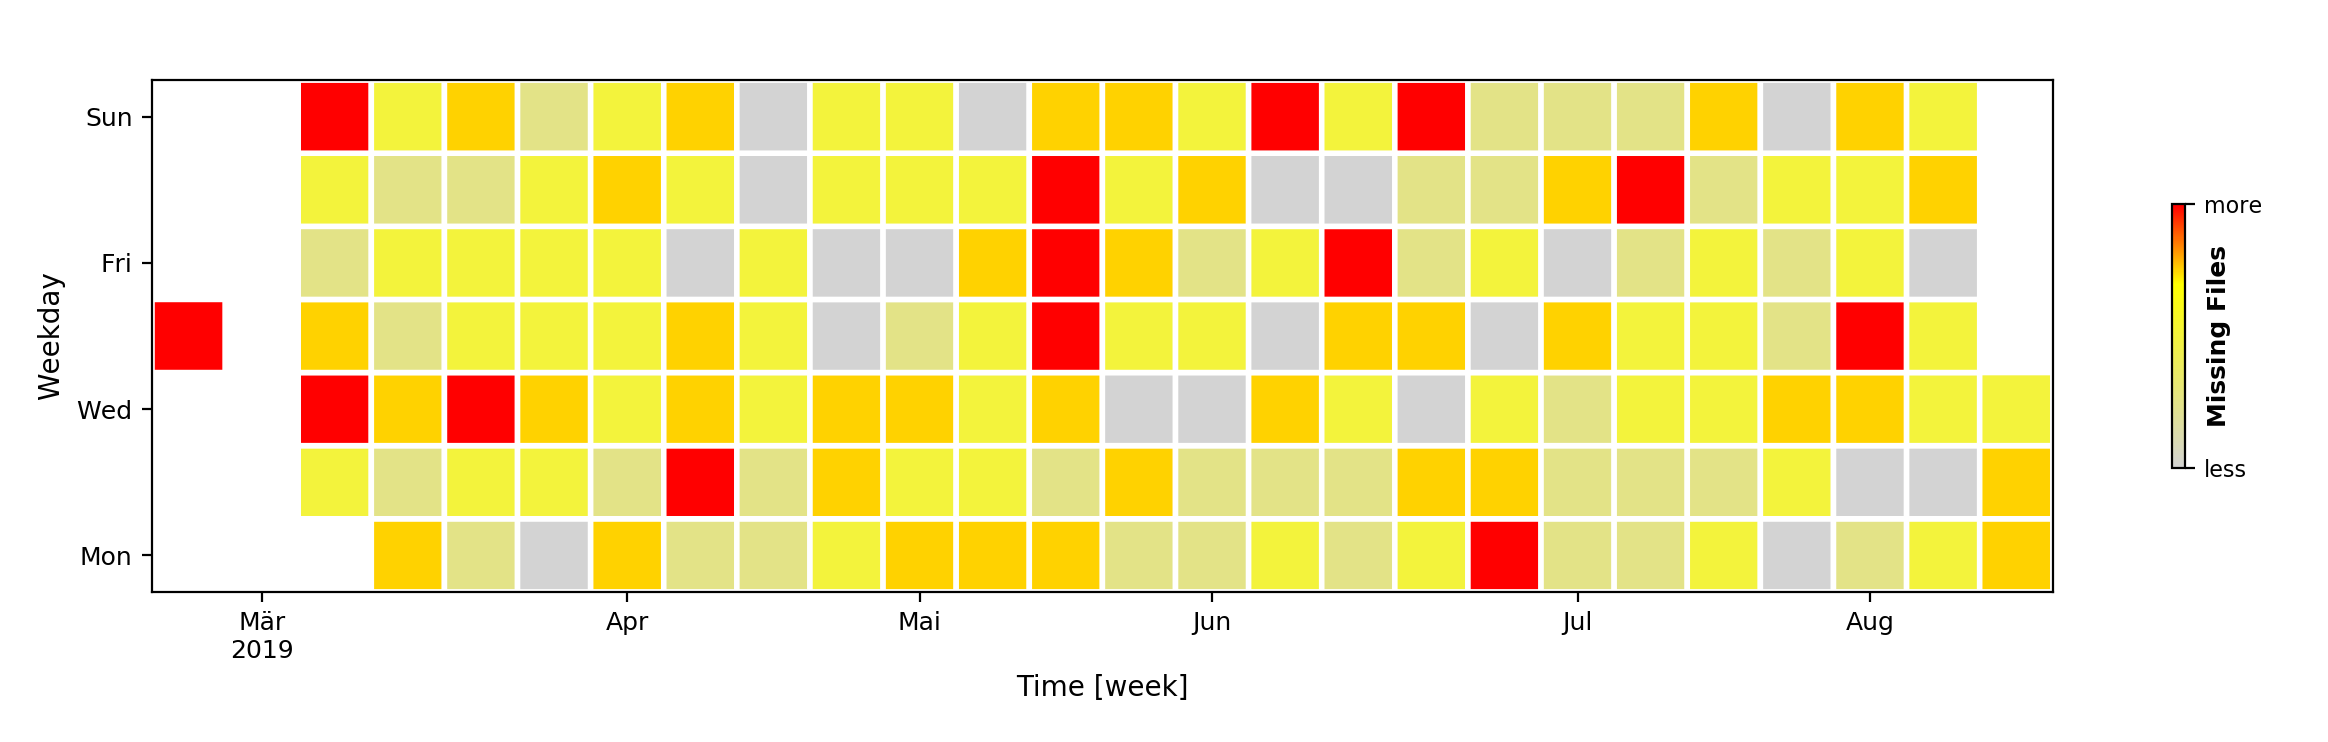 Sun
Fri
Wed
Mon
Weekday
Mär
2019
Apr
Mai
Jun
Jul
Aug
Time [week]
more
Missing Files
less